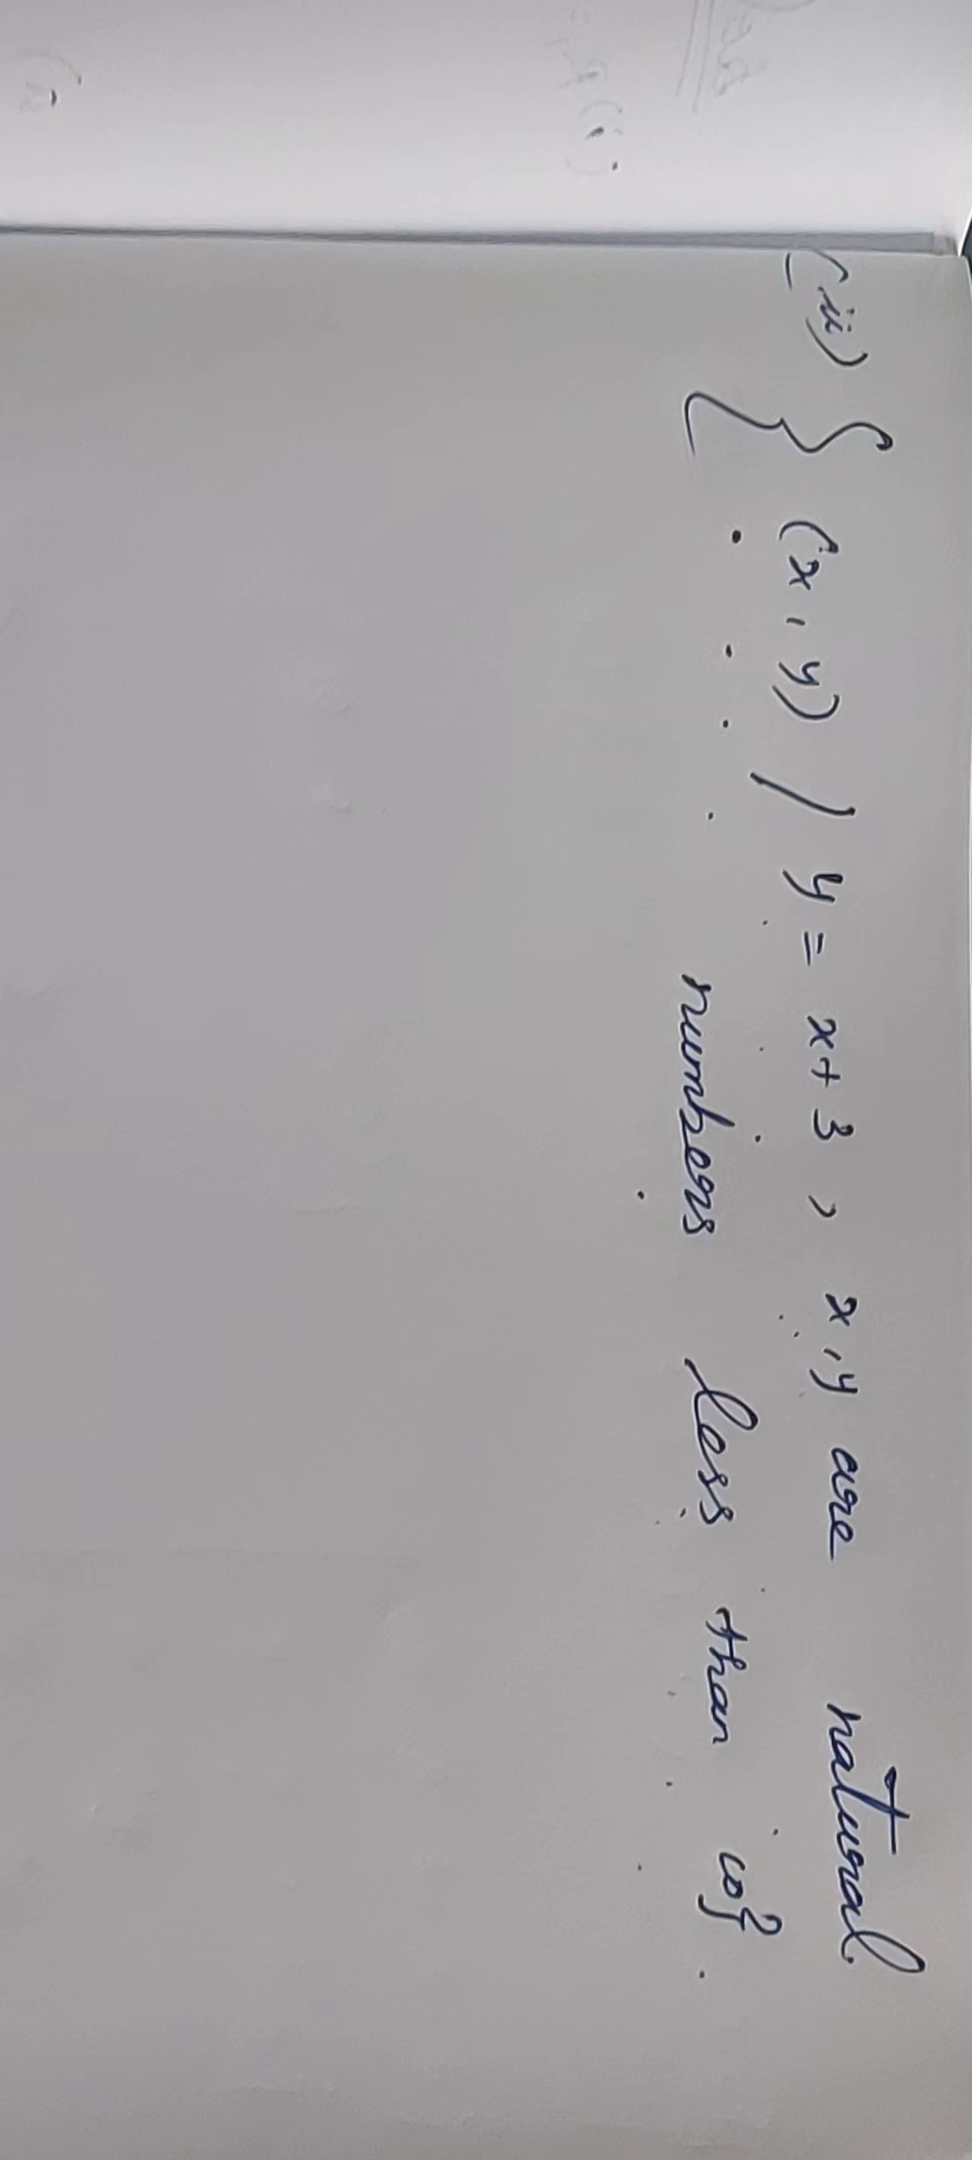 (ii) { (x, y) / y = x + 3 , x, y are natural
numbers less than 10}.